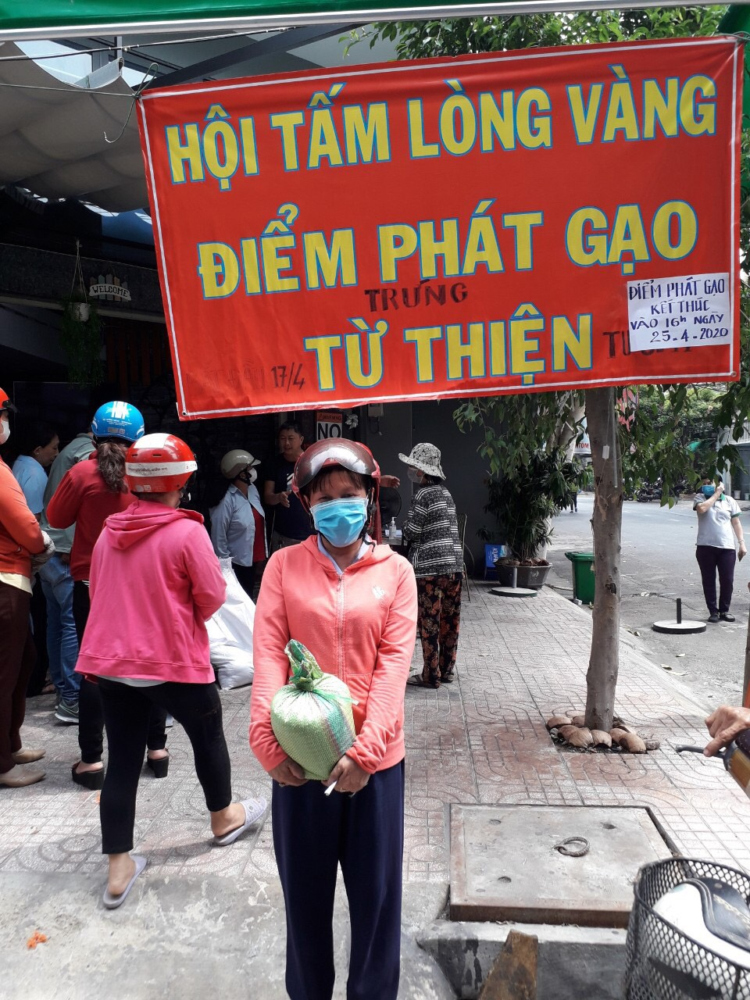 HỘI TẤM LÒNG VÀNG
ĐIỂM PHÁT GẠO
TRỨNG
TỪ THIỆN
17/4
ĐIỂM PHÁT GẠO
KẾT THÚC
VÀO 16h NGÀY
25.4.2020
WELCOME
NO